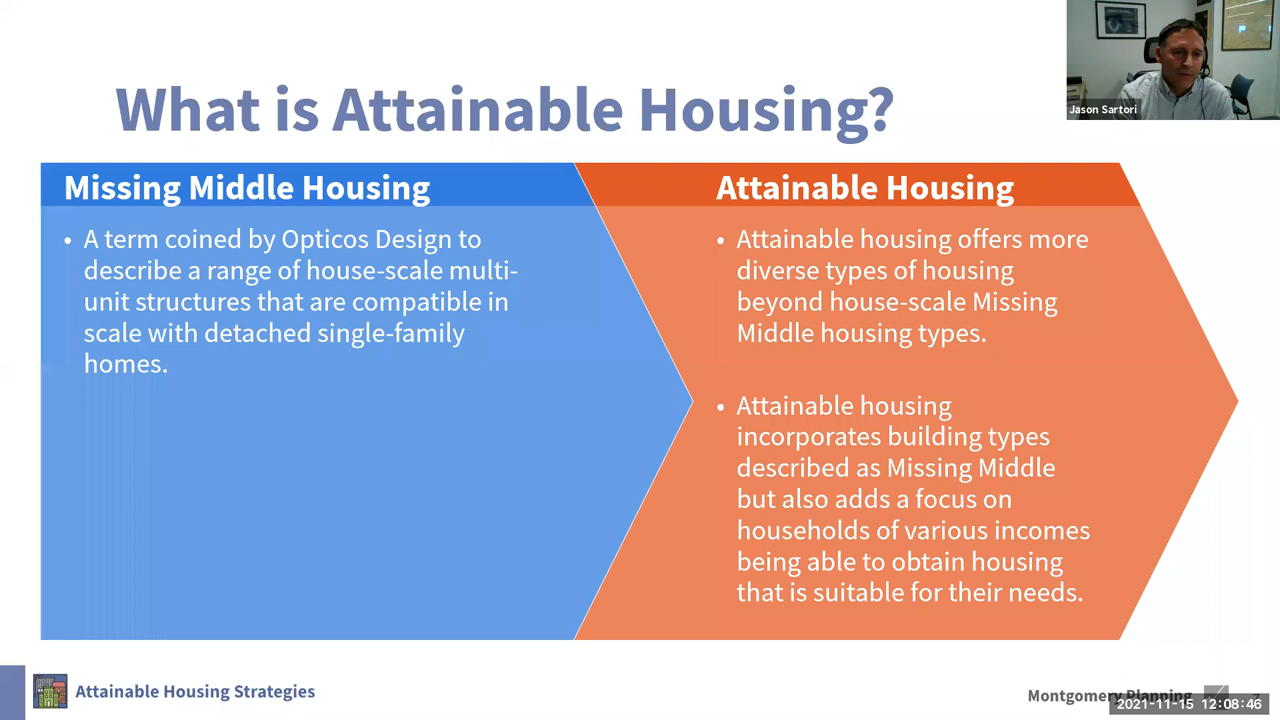 What is Attainable Housing?
Jason Sartori
Missing Middle Housing
• A term coined by Opticos Design to
describe a range of house-scale multi-
unit structures that are compatible in
scale with detached single-family
homes.
Attainable Housing
• Attainable housing offers more
diverse types of housing
beyond house-scale Missing
Middle housing types.
• Attainable housing
incorporates building types
described as Missing Middle
but also adds a focus on
households of various incomes
being able to obtain housing
that is suitable for their needs.
Attainable Housing Strategies
Montgomery Planning
2021-11-15 12:08:46